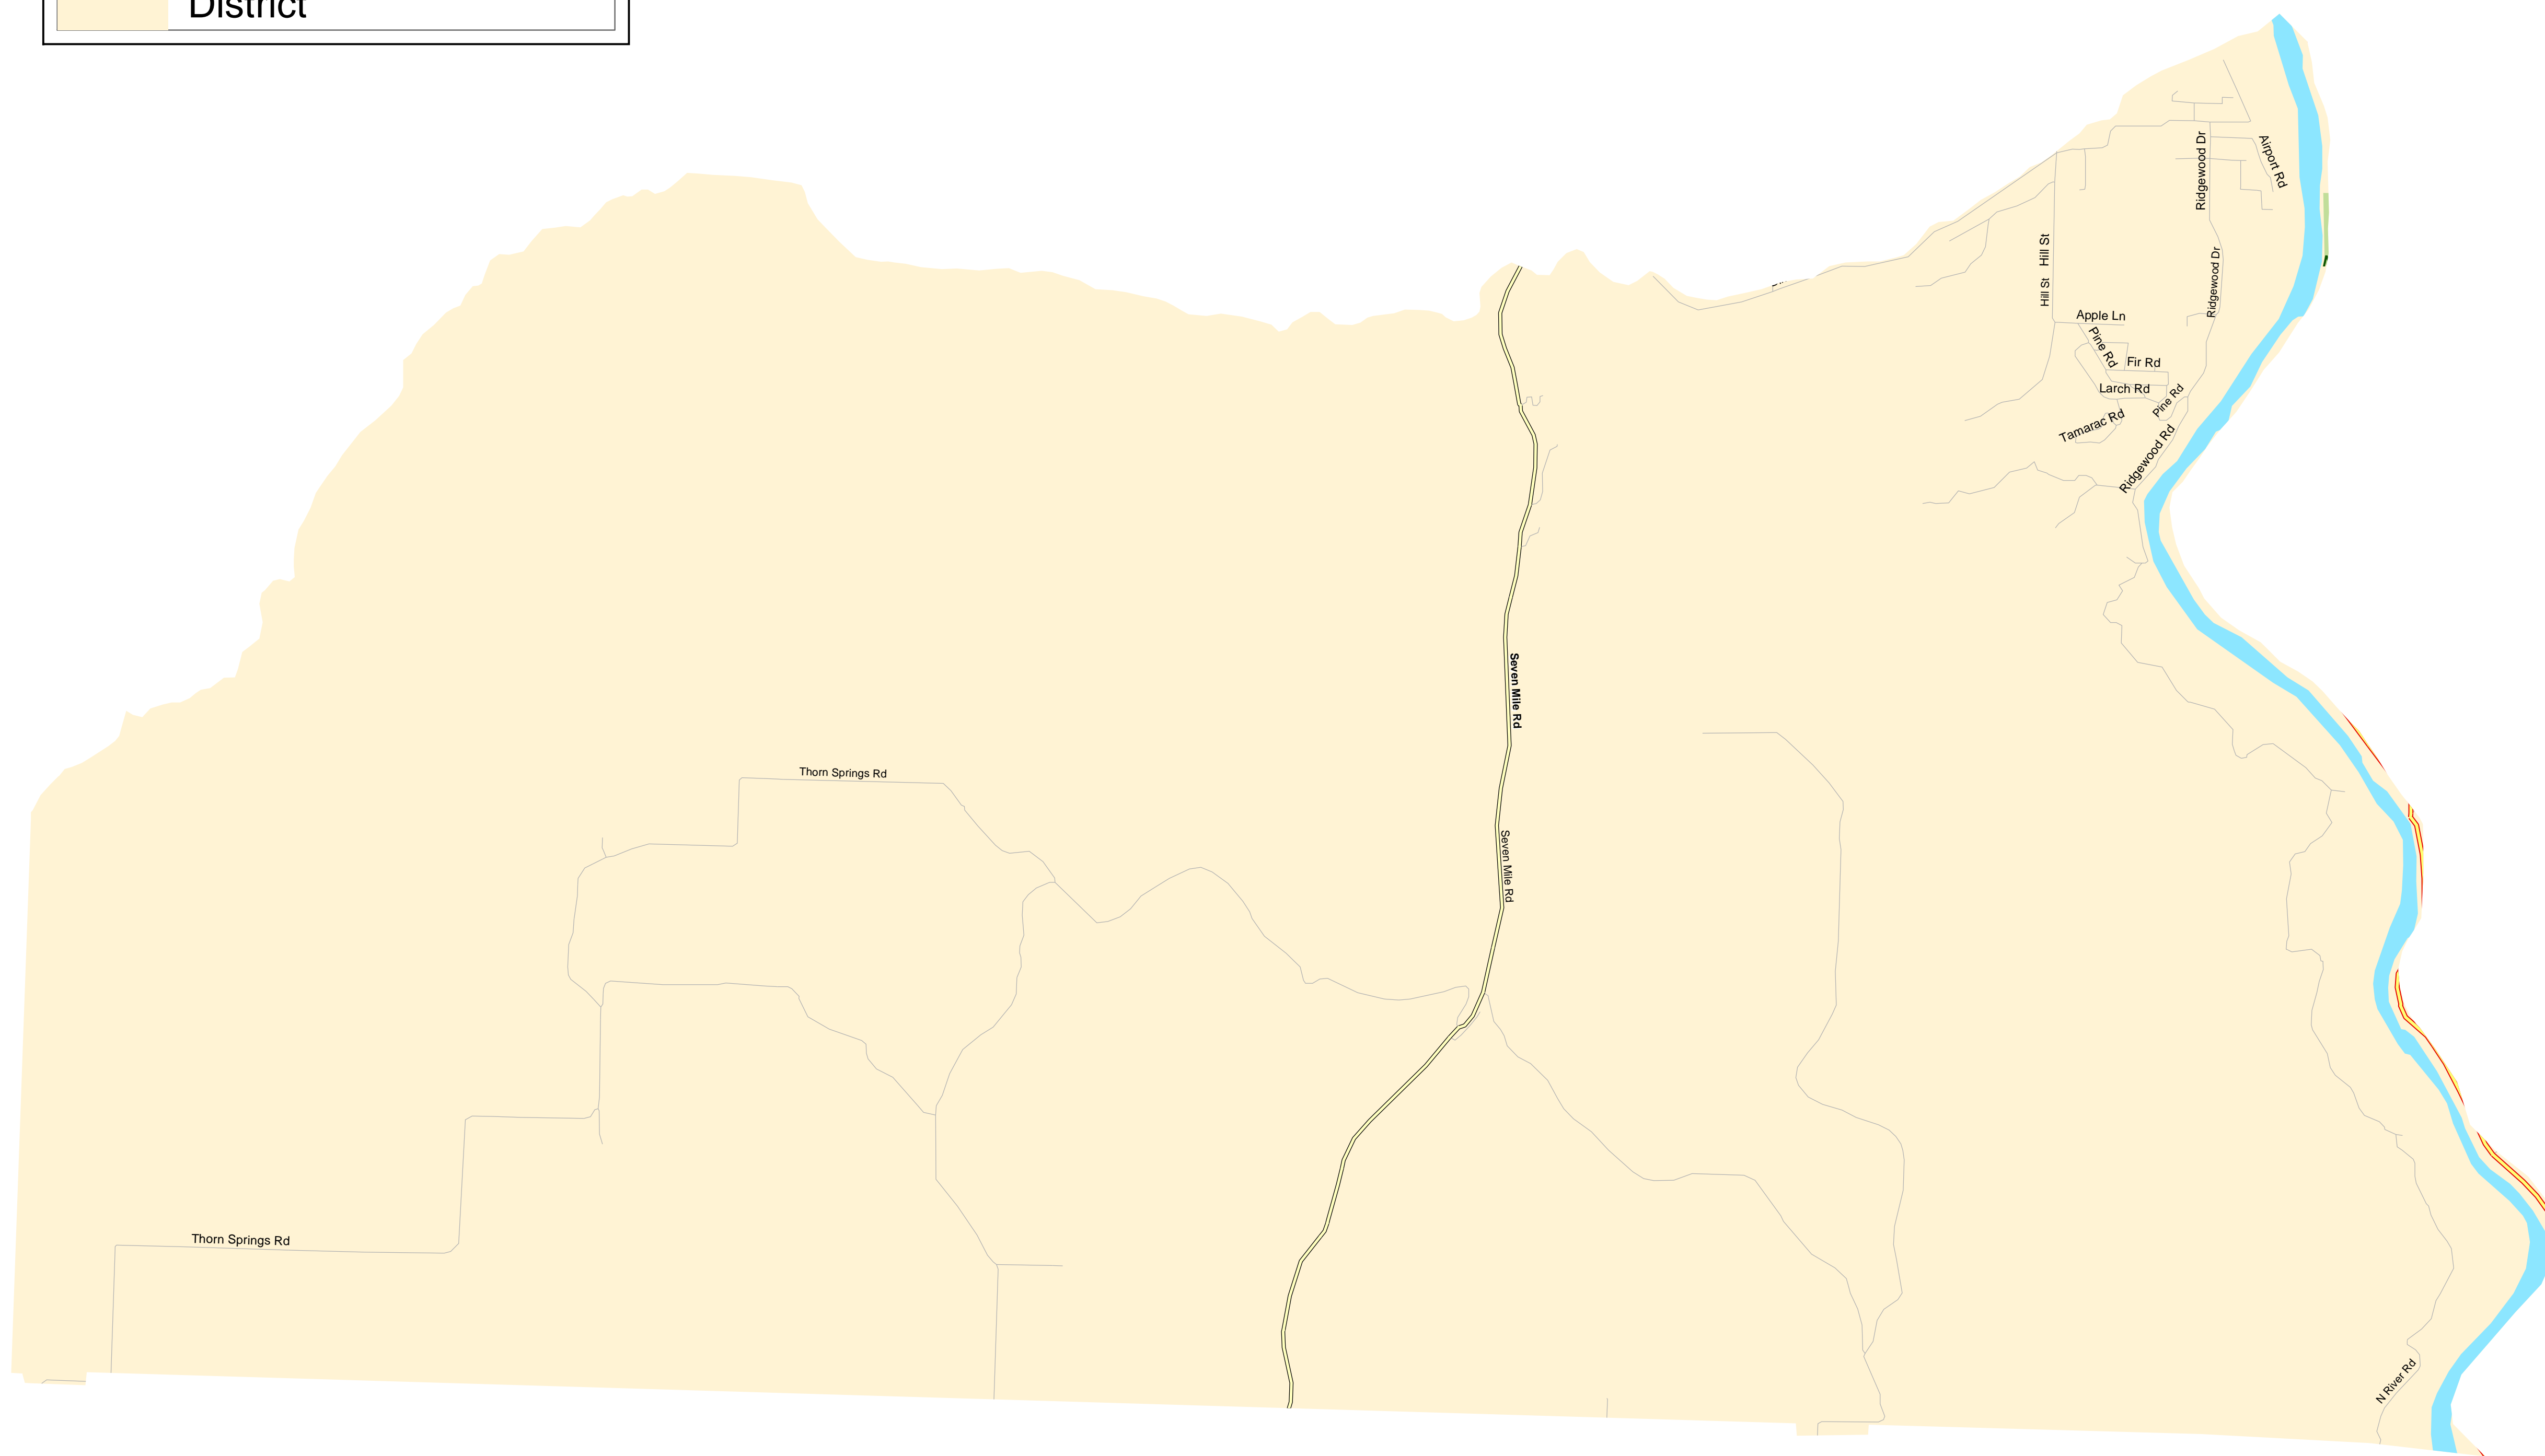 District
Ridgewood Dr
Airport Rd
Hill St
Ridgewood Dr
Hill St
Apple Ln
Pine Rd
Fir Rd
Larch Rd
Pine Rd
Tamarac Rd
Ridgewood Rd
Seven Mile Rd
Thorn Springs Rd
Seven Mile Rd
Thorn Springs Rd
N River Rd